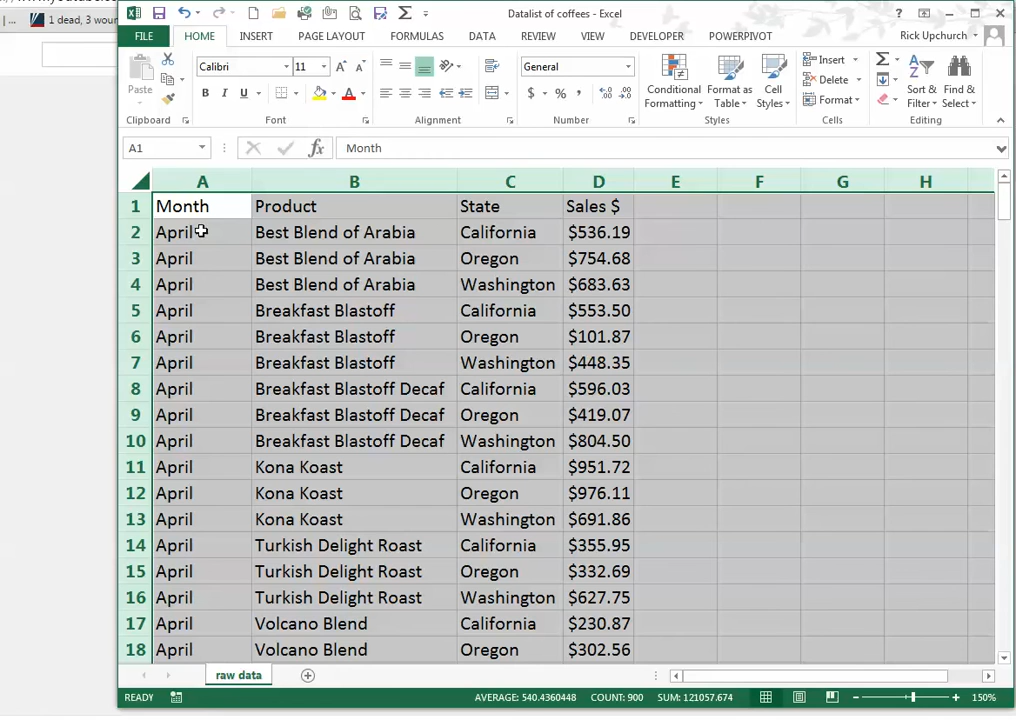 1 dead, 3 woun
Datalist of coffees - Excel
FILE HOME INSERT PAGE LAYOUT FORMULAS DATA REVIEW VIEW DEVELOPER POWERPIVOT Rick Upchurch
Paste
Calibri 11
B I U A
General
$ % ,
Conditional Formatting
Format as Table
Cell Styles
Insert
Delete
Format
Sort & Filter
Find & Select
Clipboard Font Alignment Number Styles Cells Editing
A1 fx Month
A B C D E F G H
1 Month Product State Sales $
2 April Best Blend of Arabia California $536.19
3 April Best Blend of Arabia Oregon $754.68
4 April Best Blend of Arabia Washington $683.63
5 April Breakfast Blastoff California $553.50
6 April Breakfast Blastoff Oregon $101.87
7 April Breakfast Blastoff Washington $448.35
8 April Breakfast Blastoff Decaf California $596.03
9 April Breakfast Blastoff Decaf Oregon $419.07
10 April Breakfast Blastoff Decaf Washington $804.50
11 April Kona Koast California $951.72
12 April Kona Koast Oregon $976.11
13 April Kona Koast Washington $691.86
14 April Turkish Delight Roast California $355.95
15 April Turkish Delight Roast Oregon $332.69
16 April Turkish Delight Roast Washington $627.75
17 April Volcano Blend California $230.87
18 April Volcano Blend Oregon $302.56
raw data
READY AVERAGE: 540.4360448 COUNT: 900 SUM: 121057.674 150%